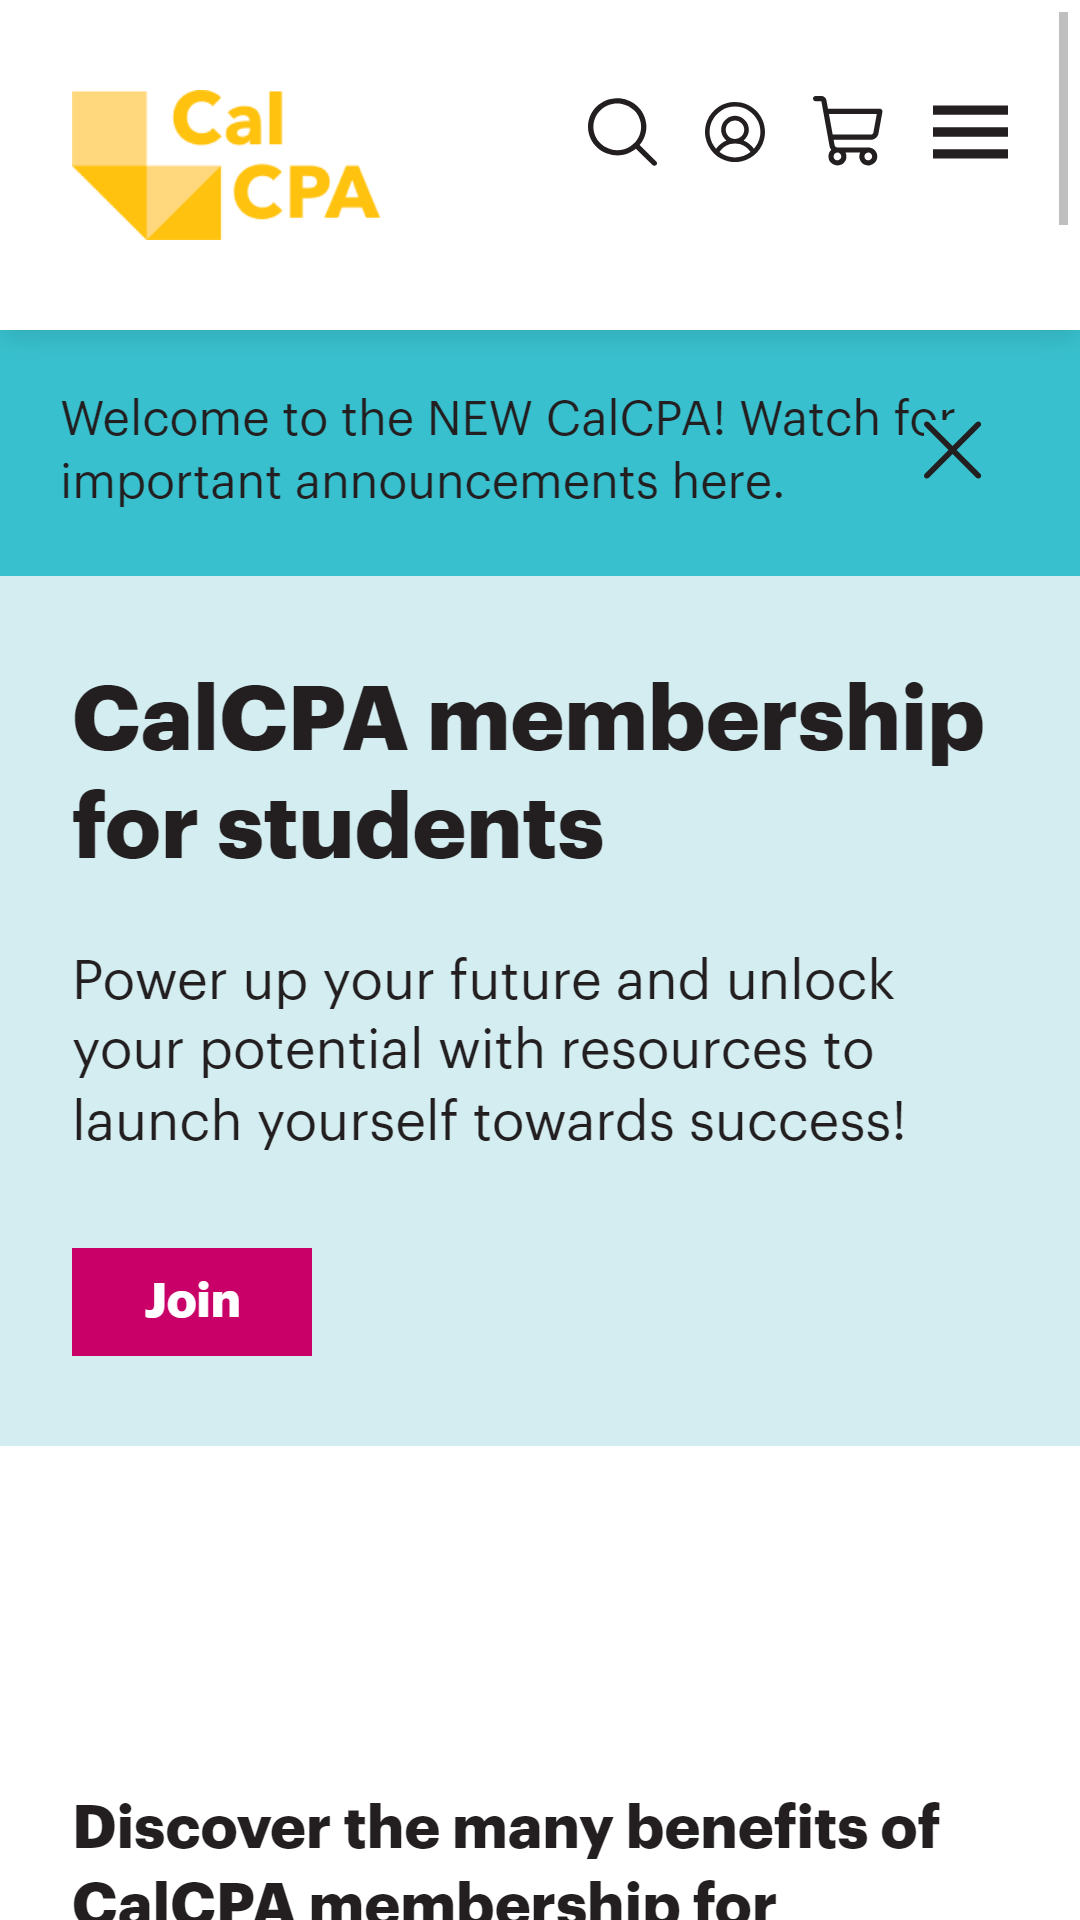 Cal
CPA
Welcome to the NEW CalCPA! Watch for
important announcements here.
CalCPA membership
for students
Power up your future and unlock
your potential with resources to
launch yourself towards success!
Join
Discover the many benefits of
CalCPA membership for